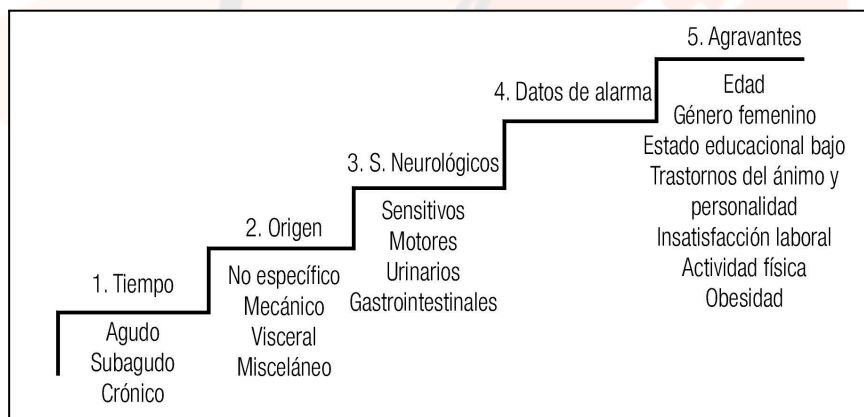 1. Tiempo
Agudo
Subagudo
Crónico
2. Origen
No específico
Mecánico
Visceral
Misceláneo
3. S. Neurológicos
Sensitivos
Motores
Urinarios
Gastrointestinales
4. Datos de alarma
5. Agravantes
Edad
Género femenino
Estado educacional bajo
Trastornos del ánimo y
personalidad
Insatisfacción laboral
Actividad física
Obesidad